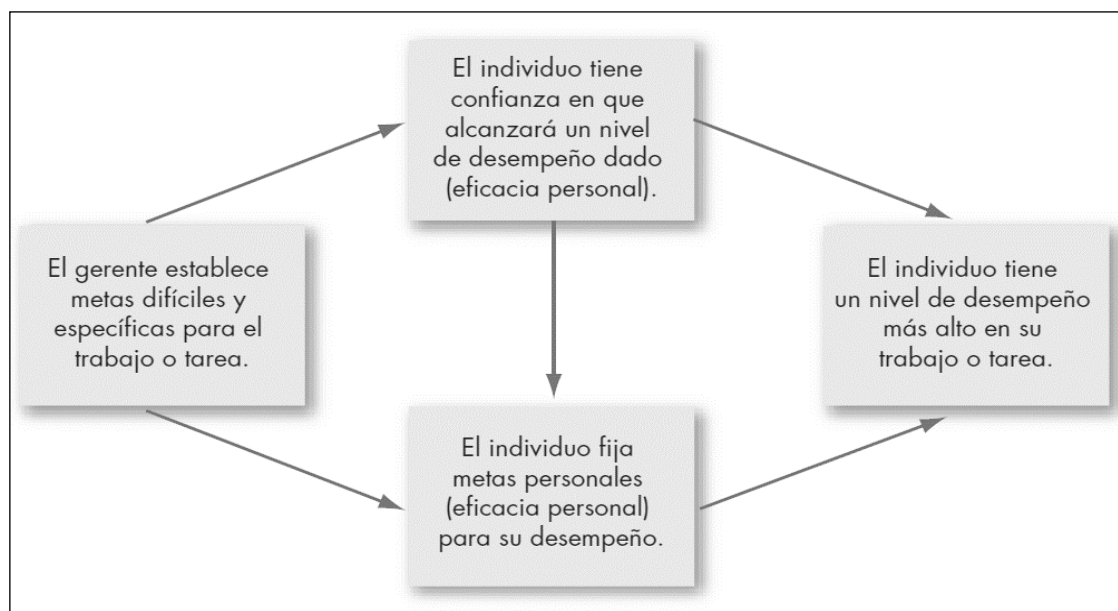 El individuo tiene
confianza en que
alcanzará un nivel
de desempeño dado
(eficacia personal).
El gerente establece
metas difíciles y
específicas para el
trabajo o tarea.
El individuo tiene
un nivel de desempeño
más alto en su
trabajo o tarea.
El individuo fija
metas personales
(eficacia personal)
para su desempeño.